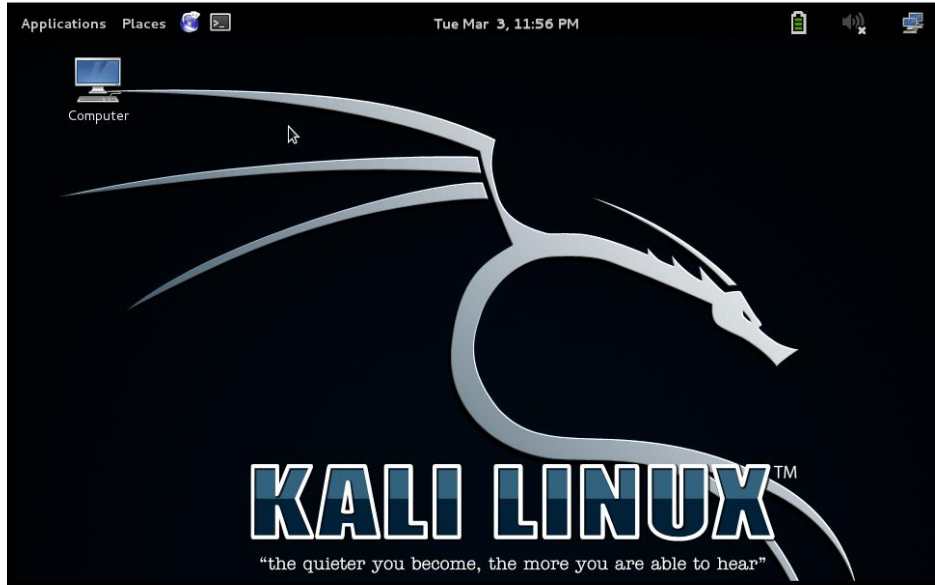 Applications Places Tue Mar 3, 11:56 PM
Computer
KALI LINUX™
“the quieter you become, the more you are able to hear”